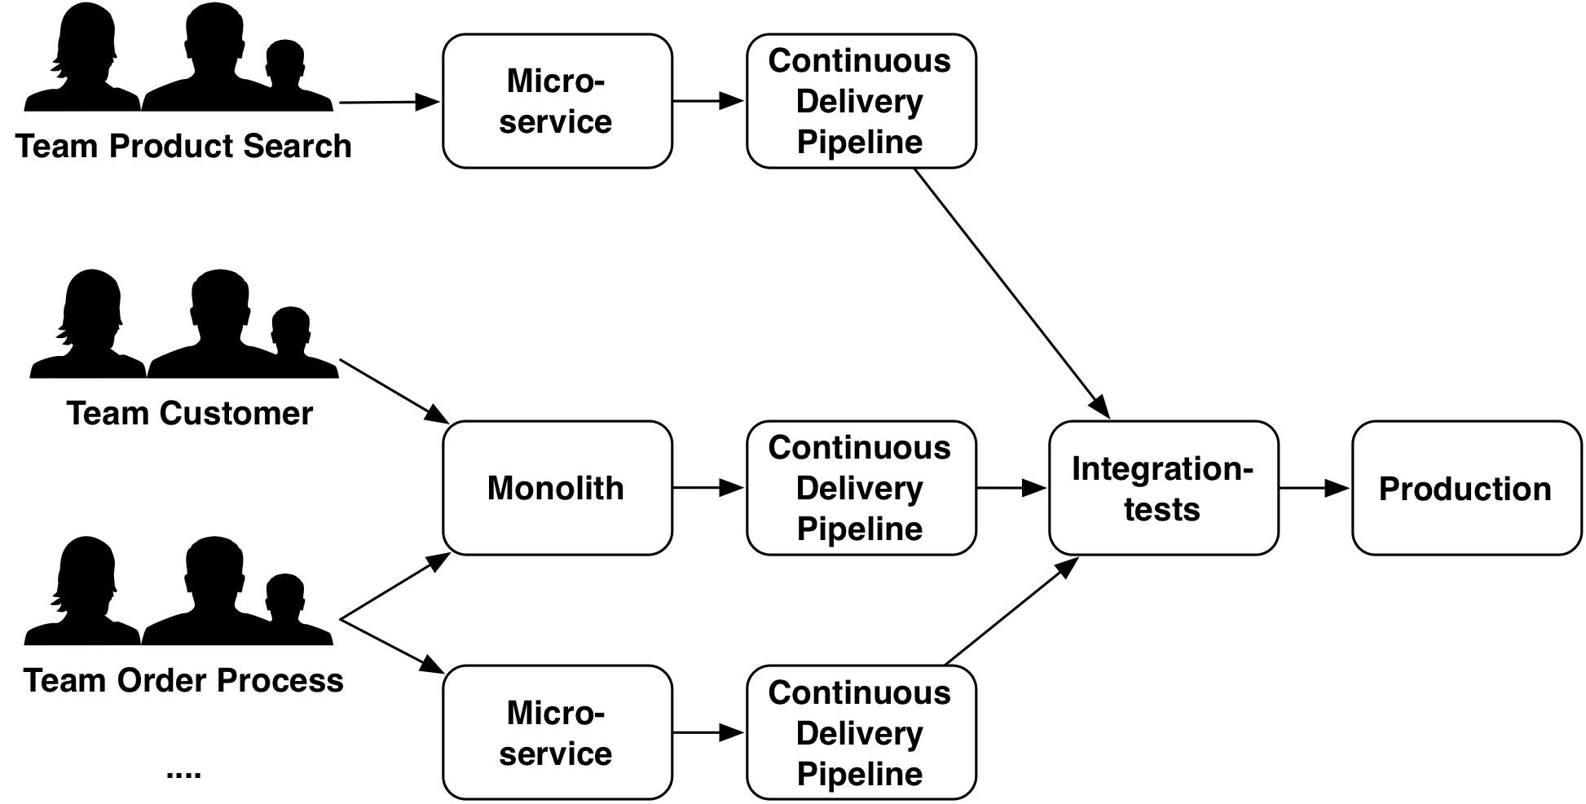 Micro-
service
Continuous
Delivery
Pipeline
Team Product Search
Team Customer
Monolith
Continuous
Delivery
Pipeline
Integration-
tests
Production
Team Order Process
Micro-
service
Continuous
Delivery
Pipeline
....